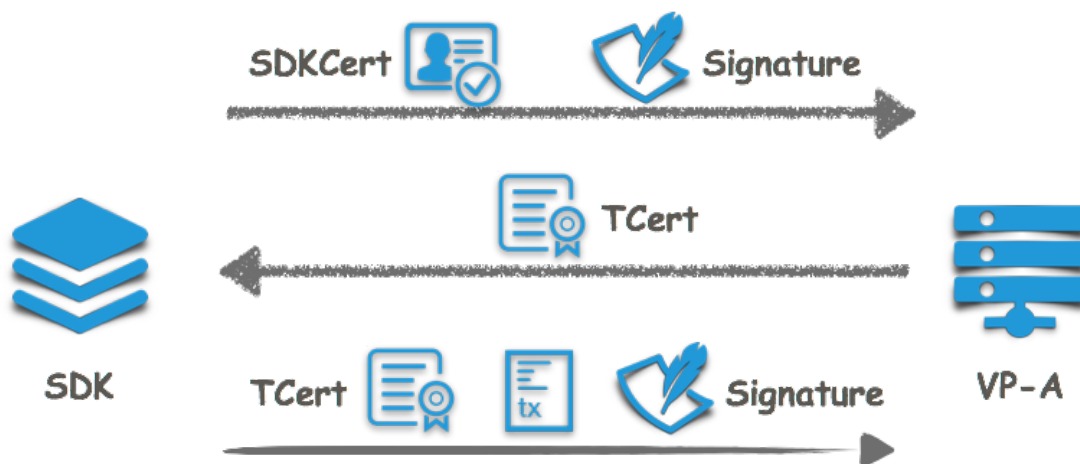 SDKCert
Signature
TCert
SDK
TCert
tx
Signature
VP-A